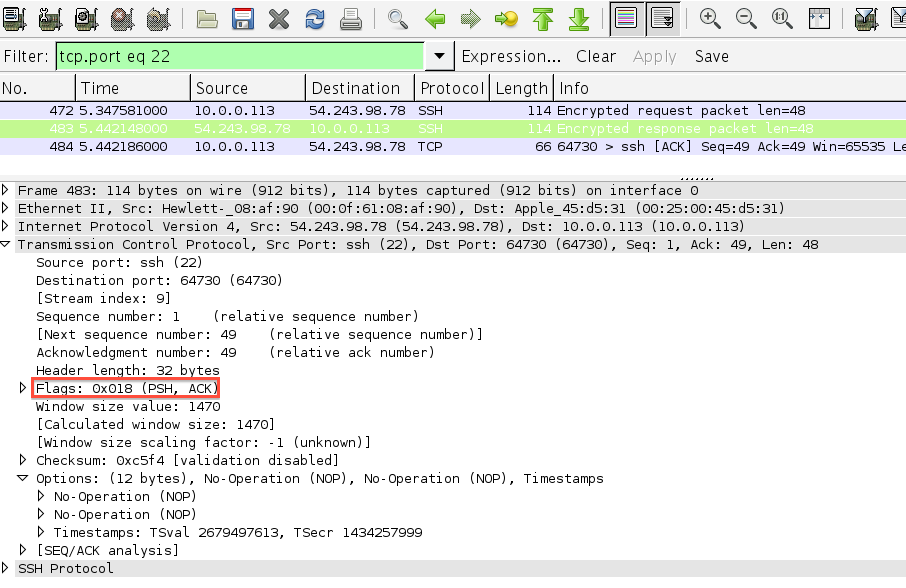 Filter: tcp.port eq 22 Expression... Clear Apply Save
No. Time Source Destination Protocol Length Info
472 5.347581000 10.0.0.113 54.243.98.78 SSH 114 Encrypted request packet len=48
483 5.442148000 54.243.98.78 10.0.0.113 SSH 114 Encrypted response packet len=48
484 5.442186000 10.0.0.113 54.243.98.78 TCP 66 64730 > ssh [ACK] Seq=49 Ack=49 Win=65535 Le
Frame 483: 114 bytes on wire (912 bits), 114 bytes captured (912 bits) on interface 0
Ethernet II, Src: Hewlett-_08:af:90 (00:0f:61:08:af:90), Dst: Apple_45:d5:31 (00:25:00:45:d5:31)
Internet Protocol Version 4, Src: 54.243.98.78 (54.243.98.78), Dst: 10.0.0.113 (10.0.0.113)
Transmission Control Protocol, Src Port: ssh (22), Dst Port: 64730 (64730), Seq: 1, Ack: 49, Len: 48
Source port: ssh (22)
Destination port: 64730 (64730)
[Stream index: 9]
Sequence number: 1 (relative sequence number)
[Next sequence number: 49 (relative sequence number)]
Acknowledgment number: 49 (relative ack number)
Header length: 32 bytes
Flags: 0x018 (PSH, ACK)
Window size value: 1470
[Calculated window size: 1470]
[Window size scaling factor: -1 (unknown)]
Checksum: 0xc5f4 [validation disabled]
Options: (12 bytes), No-Operation (NOP), No-Operation (NOP), Timestamps
No-Operation (NOP)
No-Operation (NOP)
Timestamps: TSval 2679497613, TSecr 1434257999
[SEQ/ACK analysis]
SSH Protocol